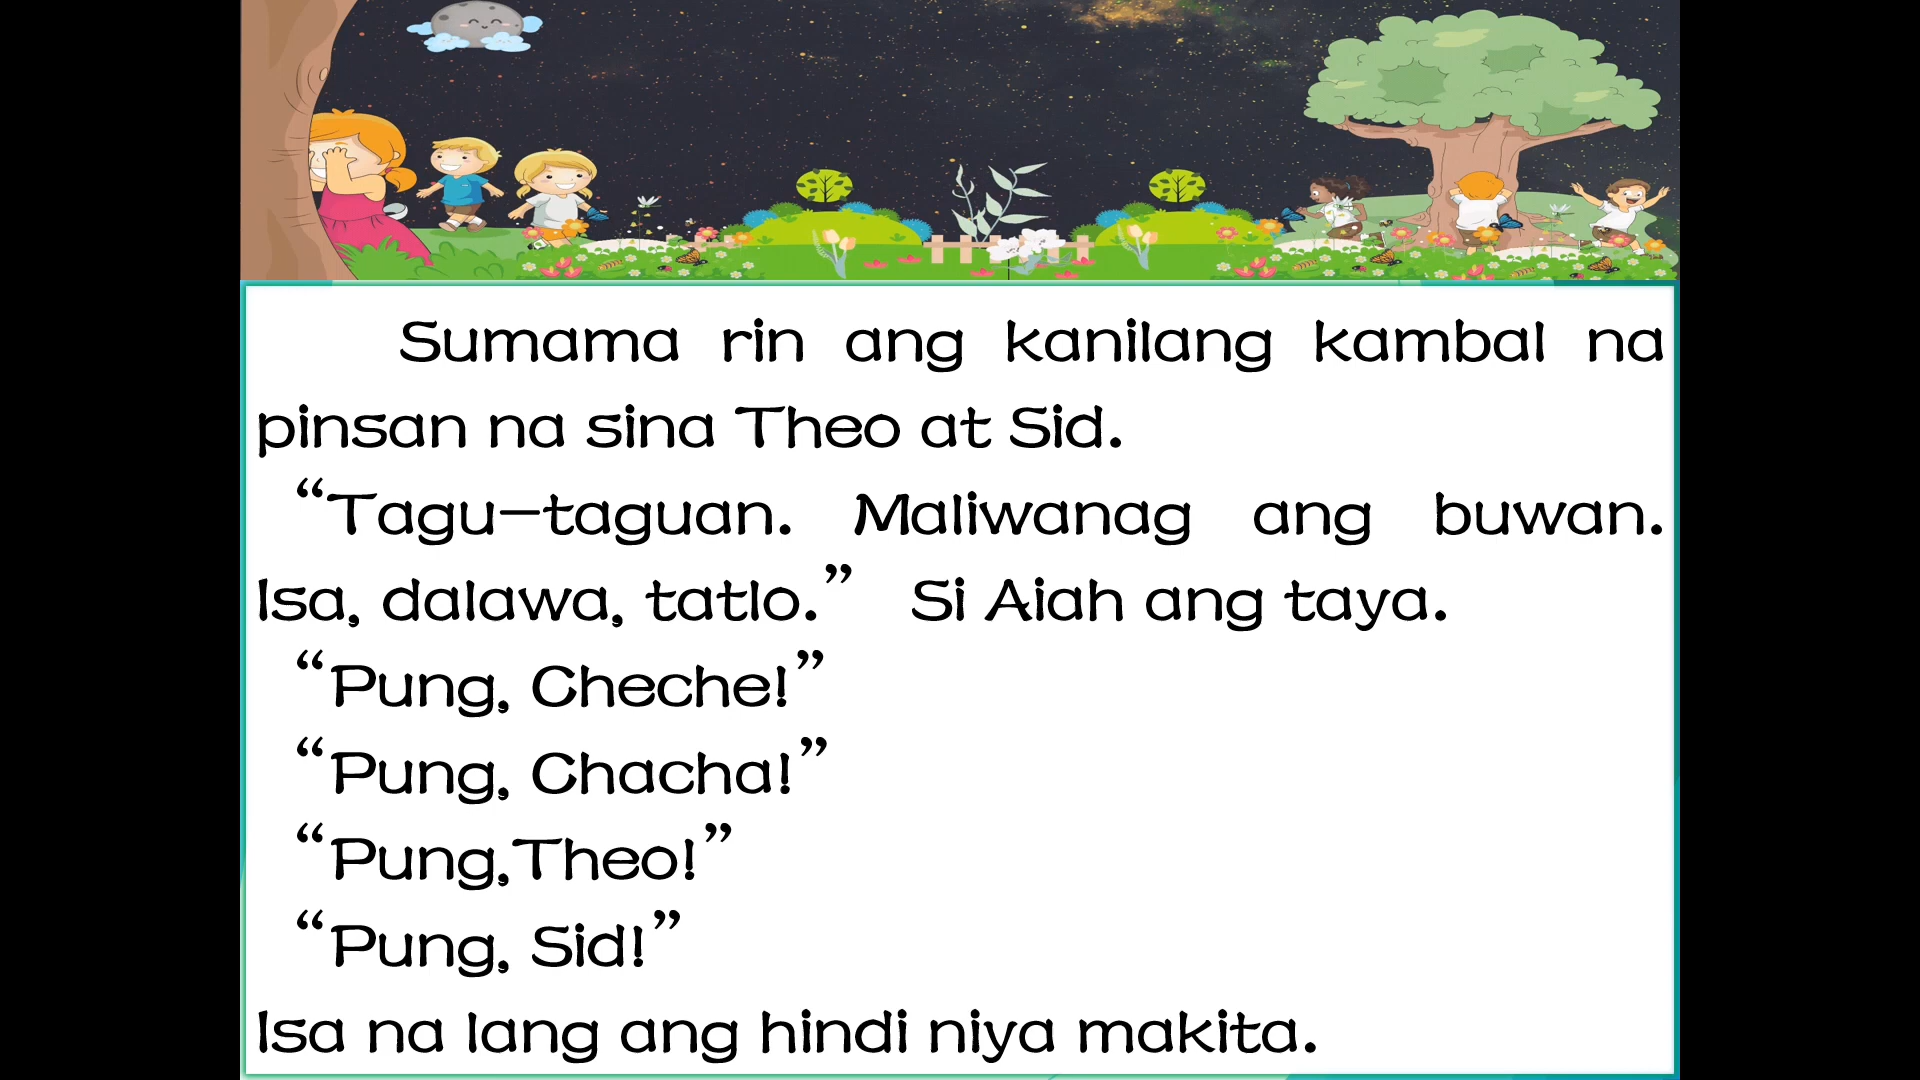 Sumama rin ang kanilang kambal na
pinsan na sina Theo at Sid.
“Tagu-taguan. Maliwanag ang buwan.
Isa, dalawa, tatlo.” Si Aiah ang taya.
“Pung, Cheche!”
“Pung, Chacha!”
“Pung,Theo!”
“Pung, Sid!”
Isa na lang ang hindi niya makita.